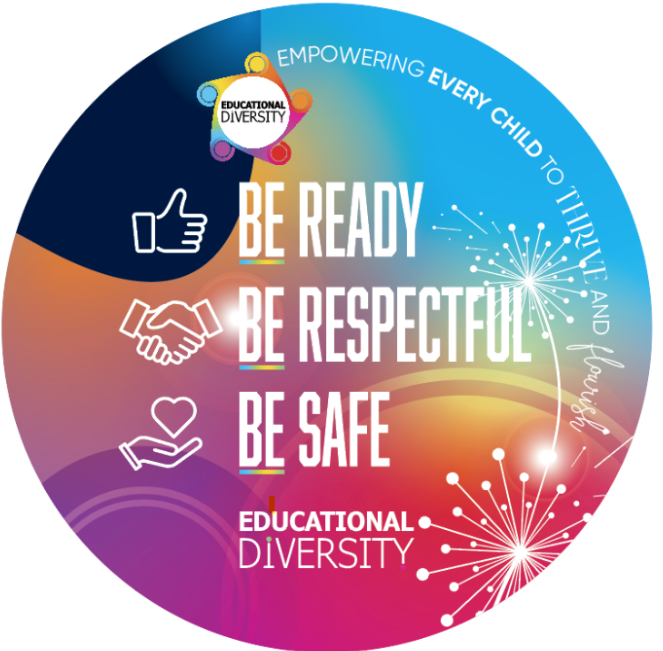 EMPOWERING EVERY CHILD TO THRIVE AND flourish
EDUCATIONAL
DiVERSITY
BE READY
BE RESPECTFUL
BE SAFE
EDUCATIONAL
DiVERSITY